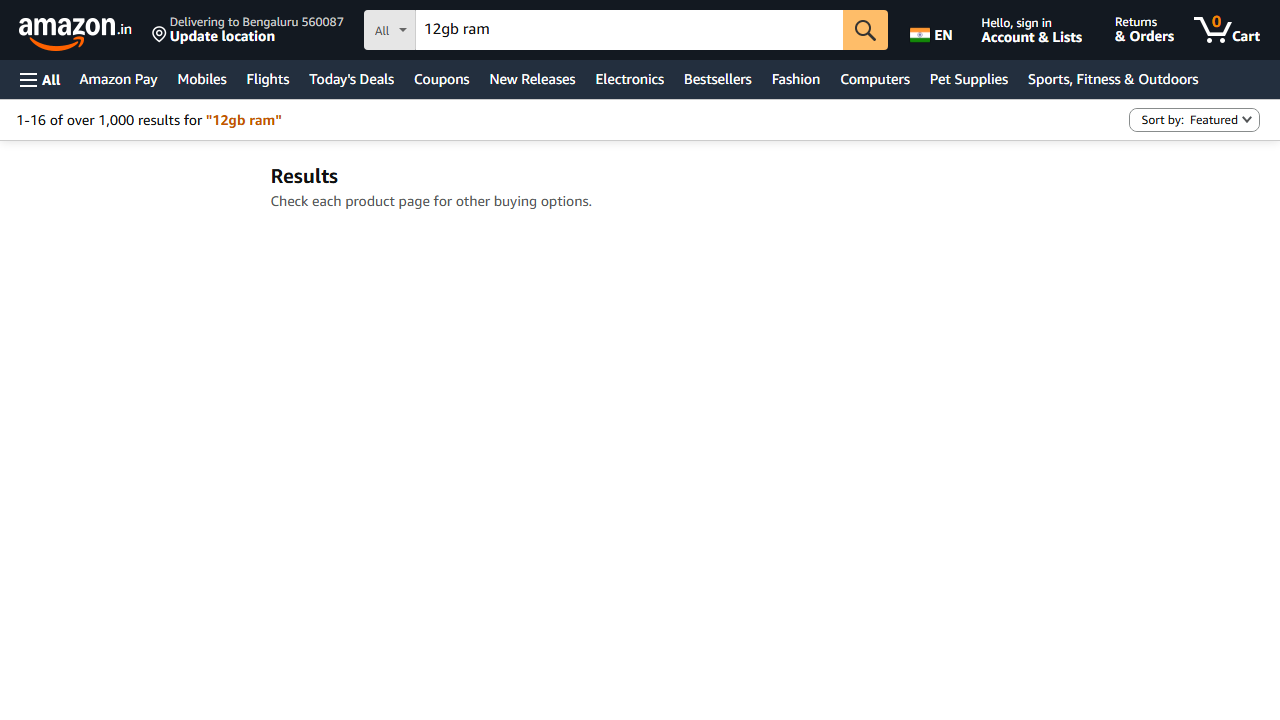 amazon.in
Delivering to Bengaluru 560087
Update location
All
12gb ram
EN
Hello, sign in
Account & Lists
Returns
& Orders
0
Cart
All
Amazon Pay
Mobiles
Flights
Today's Deals
Coupons
New Releases
Electronics
Bestsellers
Fashion
Computers
Pet Supplies
Sports, Fitness & Outdoors
1-16 of over 1,000 results for "12gb ram"
Sort by: Featured
Results
Check each product page for other buying options.